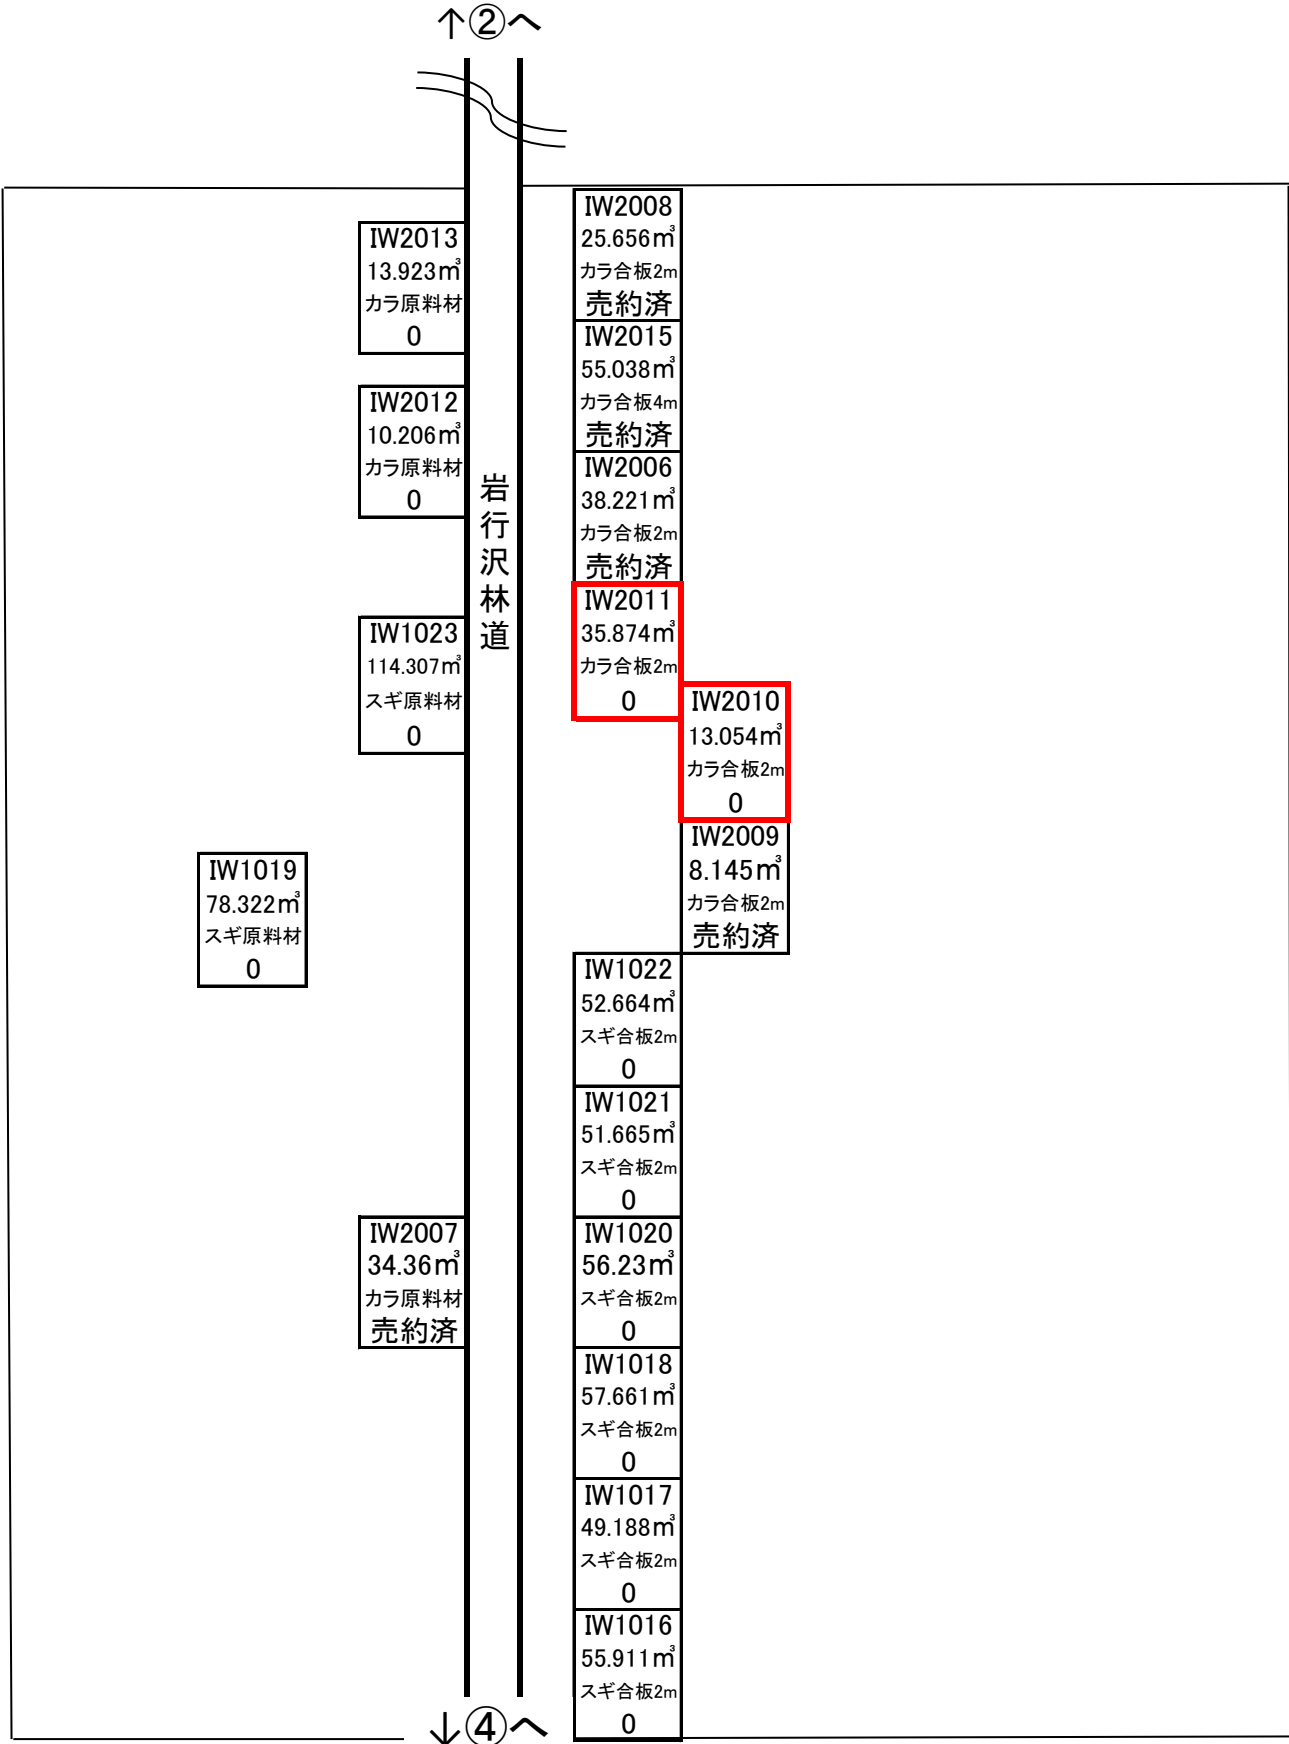 ↑②へ
IW2013
13.923㎥
カラ原料材
0
IW2012
10.206㎥
カラ原料材
0
IW1023
114.307㎥
スギ原料材
0
IW1019
78.322㎥
スギ原料材
0
IW2007
34.36㎥
カラ原料材
売約済
岩行沢林道
IW2008
25.656㎥
カラ合板2m
売約済
IW2015
55.038㎥
カラ合板4m
売約済
IW2006
38.221㎥
カラ合板2m
売約済
IW2011
35.874㎥
カラ合板2m
0
IW2010
13.054㎥
カラ合板2m
0
IW2009
8.145㎥
カラ合板2m
売約済
IW1022
52.664㎥
スギ合板2m
0
IW1021
51.665㎥
スギ合板2m
0
IW1020
56.23㎥
スギ合板2m
0
IW1018
57.661㎥
スギ合板2m
0
IW1017
49.188㎥
スギ合板2m
0
IW1016
55.911㎥
スギ合板2m
0
↓④へ